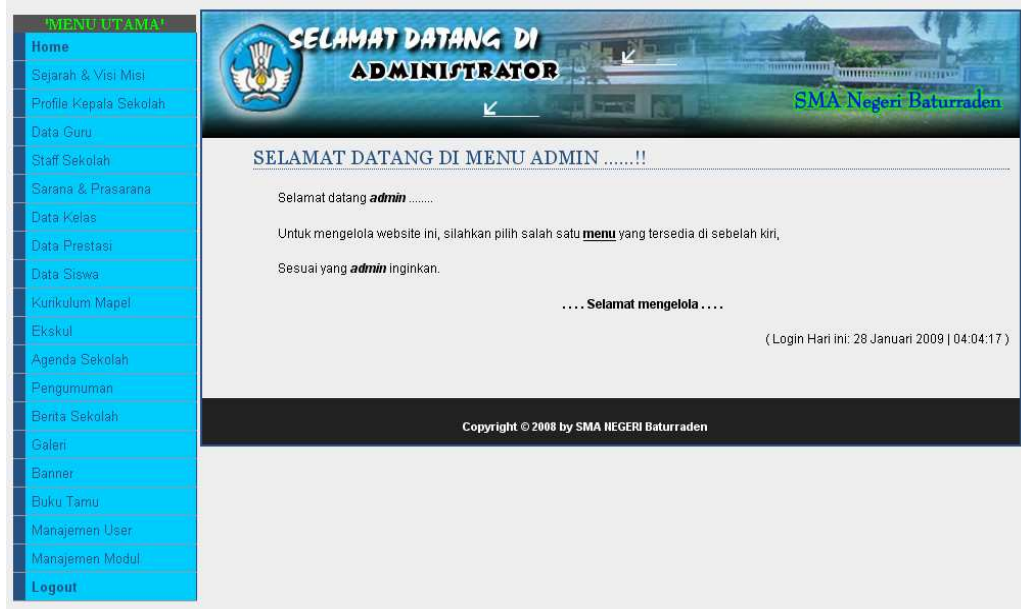 'MENU UTAMA'
Home
Sejarah & Visi Misi
Profile Kepala Sekolah
Data Guru
Staff Sekolah
Sarana & Prasarana
Data Kelas
Data Prestasi
Data Siswa
Kurikulum Mapel
Ekskul
Agenda Sekolah
Pengumuman
Berita Sekolah
Galeri
Banner
Buku Tamu
Manajemen User
Manajemen Modul
Logout
SELAMAT DATANG DI
ADMINISTRATOR
SMA Negeri Baturraden
SELAMAT DATANG DI MENU ADMIN ......!!
Selamat datang admin ........
Untuk mengelola website ini, silahkan pilih salah satu menu yang tersedia di sebelah kiri,
Sesuai yang admin inginkan.
. . . . Selamat mengelola . . . .
( Login Hari ini: 28 Januari 2009 | 04:04:17 )
Copyright © 2008 by SMA NEGERI Baturraden